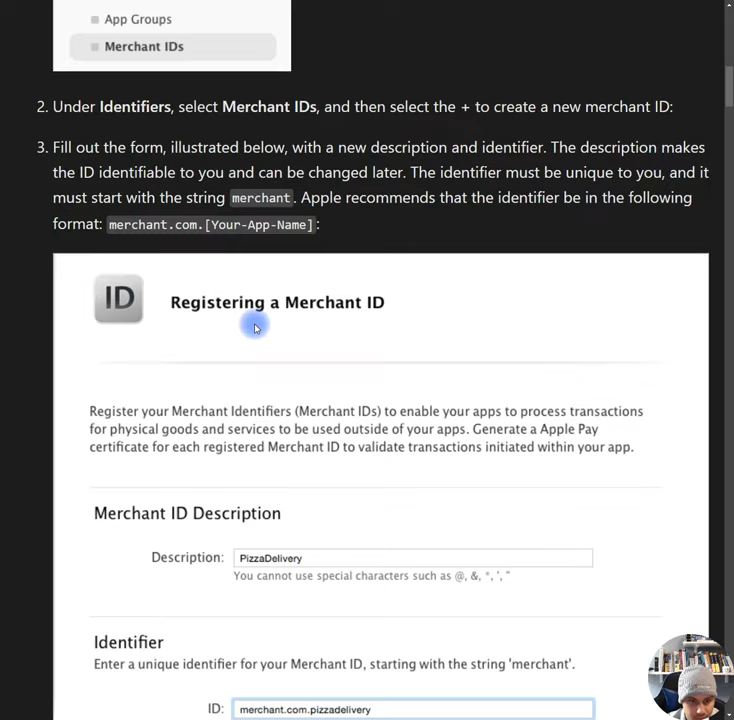 App Groups
Merchant IDs
2. Under Identifiers, select Merchant IDs, and then select the + to create a new merchant ID:
3. Fill out the form, illustrated below, with a new description and identifier. The description makes
the ID identifiable to you and can be changed later. The identifier must be unique to you, and it
must start with the string merchant. Apple recommends that the identifier be in the following
format: merchant.com.[Your-App-Name]:
ID Registering a Merchant ID
Register your Merchant Identifiers (Merchant IDs) to enable your apps to process transactions
for physical goods and services to be used outside of your apps. Generate a Apple Pay
certificate for each registered Merchant ID to validate transactions initiated within your app.
Merchant ID Description
Description: PizzaDelivery
You cannot use special characters such as @, &, *, ', "
Identifier
Enter a unique identifier for your Merchant ID, starting with the string 'merchant'.
ID: merchant.com.pizzadelivery